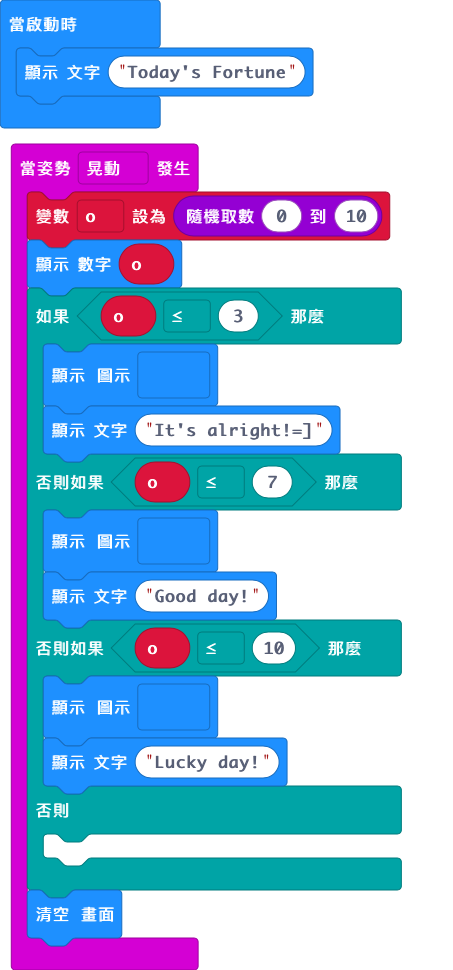 當啟動時
顯示 文字 "Today's Fortune"
當姿勢 晃動 發生
變數 o 設為 隨機取數 0 到 10
顯示 數字 o
如果 o ≤ 3 那麼
顯示 圖示
顯示 文字 "It's alright!=]"
否則如果 o ≤ 7 那麼
顯示 圖示
顯示 文字 "Good day!"
否則如果 o ≤ 10 那麼
顯示 圖示
顯示 文字 "Lucky day!"
否則
清空 畫面